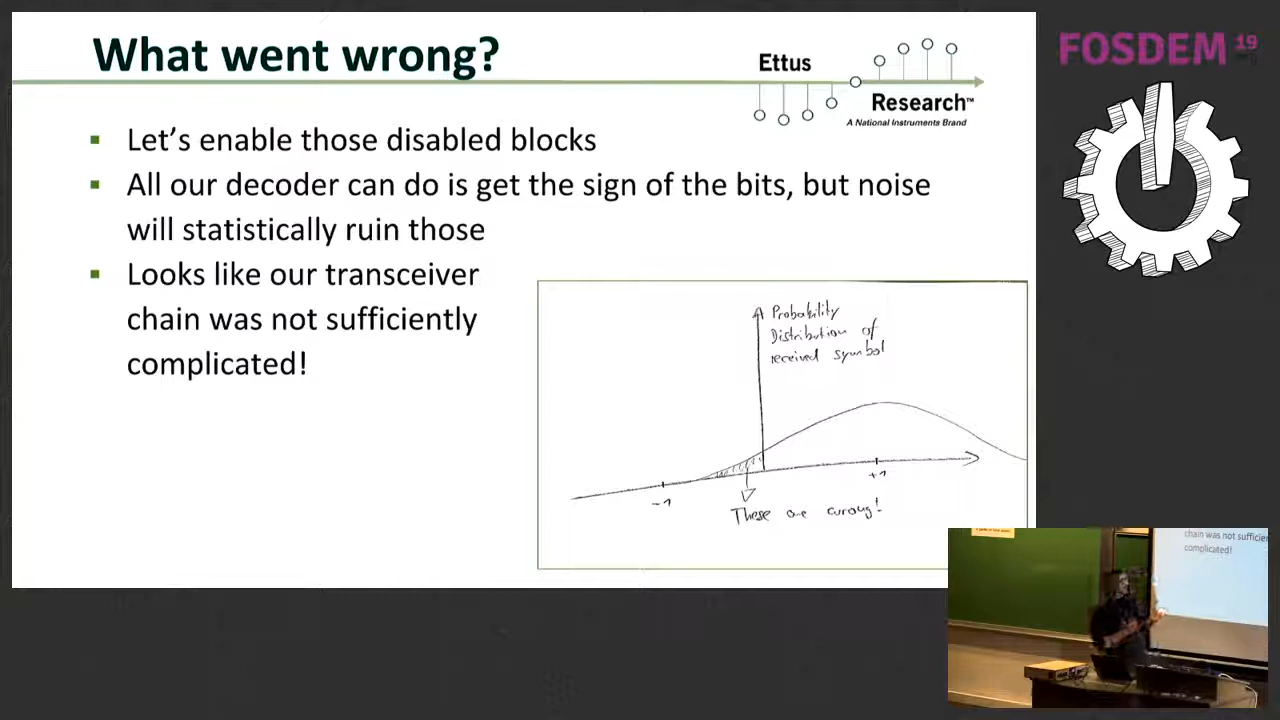 What went wrong?
Ettus
Research™
A National Instruments Brand
FOSDEM 19
▪ Let's enable those disabled blocks
▪ All our decoder can do is get the sign of the bits, but noise
will statistically ruin those
▪ Looks like our transceiver
chain was not sufficiently
complicated!
Probability
Distribution of
received symbol
-1
+1
These are wrong!
chain was not sufficien
complicated!